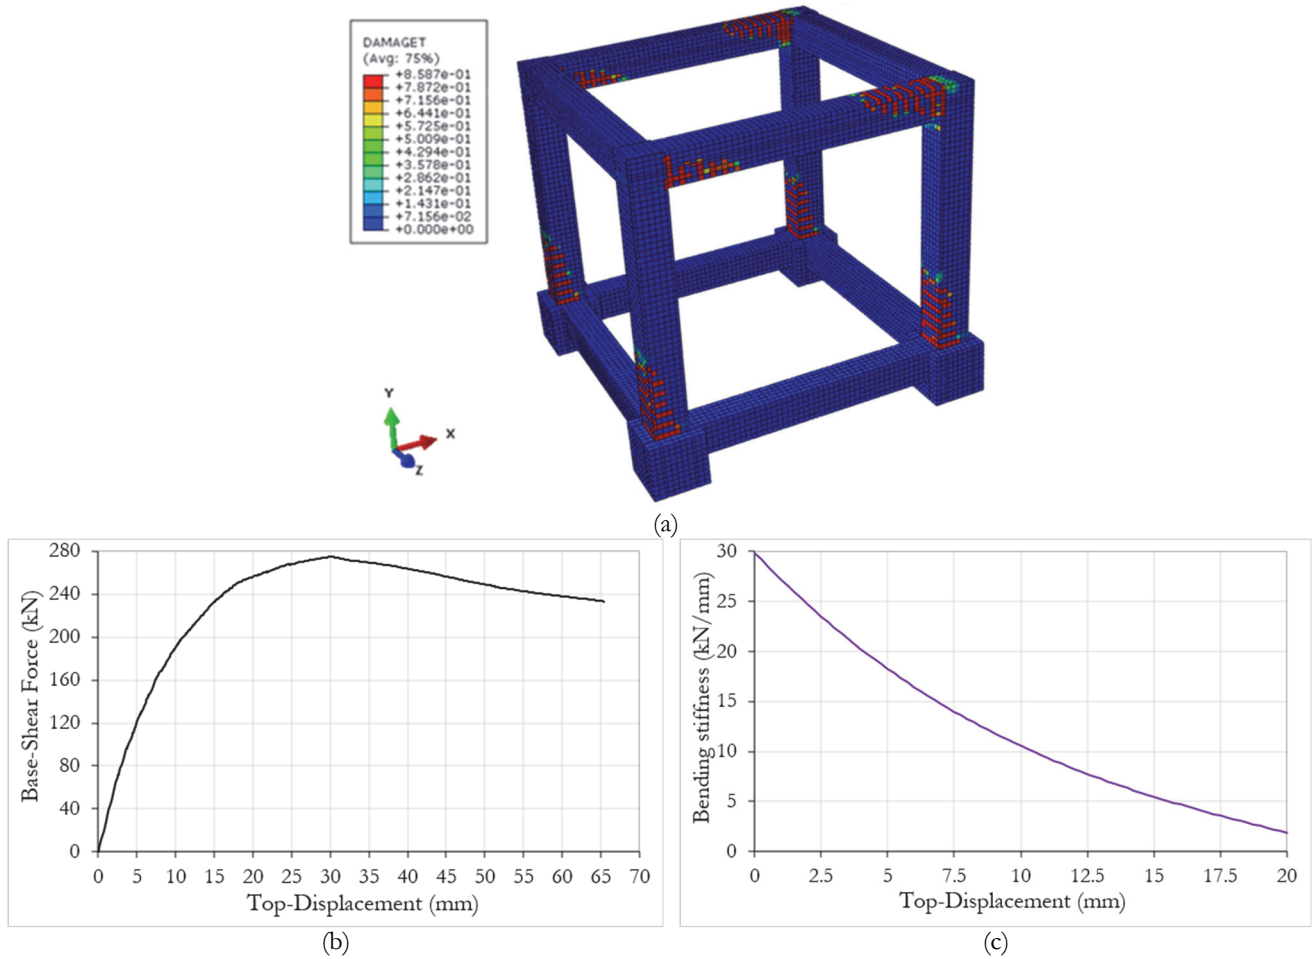 DAMAGET
(Avg: 75%)
+8.587e-01
+7.872e-01
+7.156e-01
+6.441e-01
+5.725e-01
+5.009e-01
+4.294e-01
+3.578e-01
+2.862e-01
+2.147e-01
+1.431e-01
+7.156e-02
+0.000e+00
Y
X
Z
(a)
Base-Shear Force (kN)
280
240
200
160
120
80
40
0
0 5 10 15 20 25 30 35 40 45 50 55 60 65 70
Top-Displacement (mm)
(b)
Bending stiffness (kN/mm)
30
25
20
15
10
5
0
0 2.5 5 7.5 10 12.5 15 17.5 20
Top-Displacement (mm)
(c)